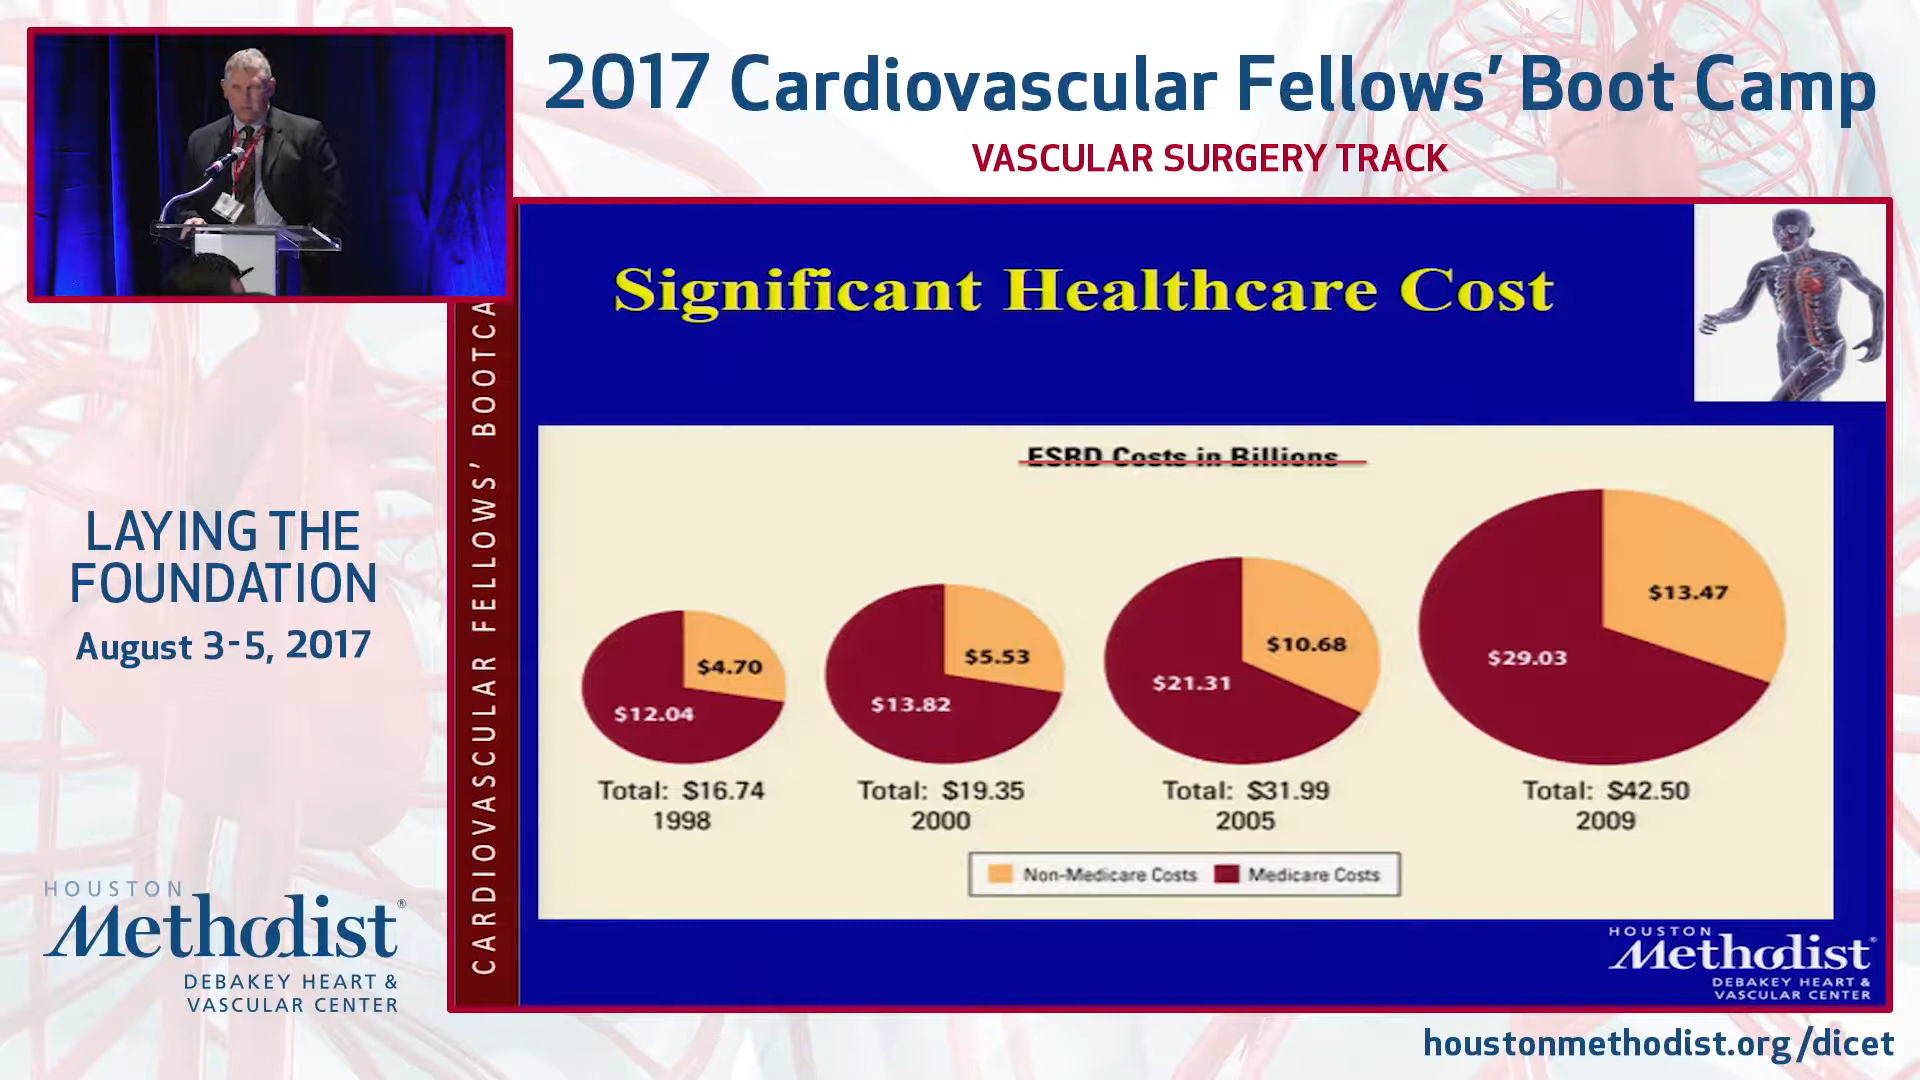 2017 Cardiovascular Fellows' Boot Camp
VASCULAR SURGERY TRACK
LAYING THE
FOUNDATION
August 3-5, 2017
HOUSTON
Methodist®
DEBAKEY HEART &
VASCULAR CENTER
CARDIOVASCULAR FELLOWS' BOOTCA
Significant Healthcare Cost
ESRD Costs in Billions
$4.70
$12.04
Total: $16.74
1998
$5.53
$13.82
Total: $19.35
2000
$10.68
$21.31
Total: $31.99
2005
$13.47
$29.03
Total: $42.50
2009
Non-Medicare Costs
Medicare Costs
HOUSTON
Methodist®
DEBAKEY HEART &
VASCULAR CENTER
houstonmethodist.org/dicet